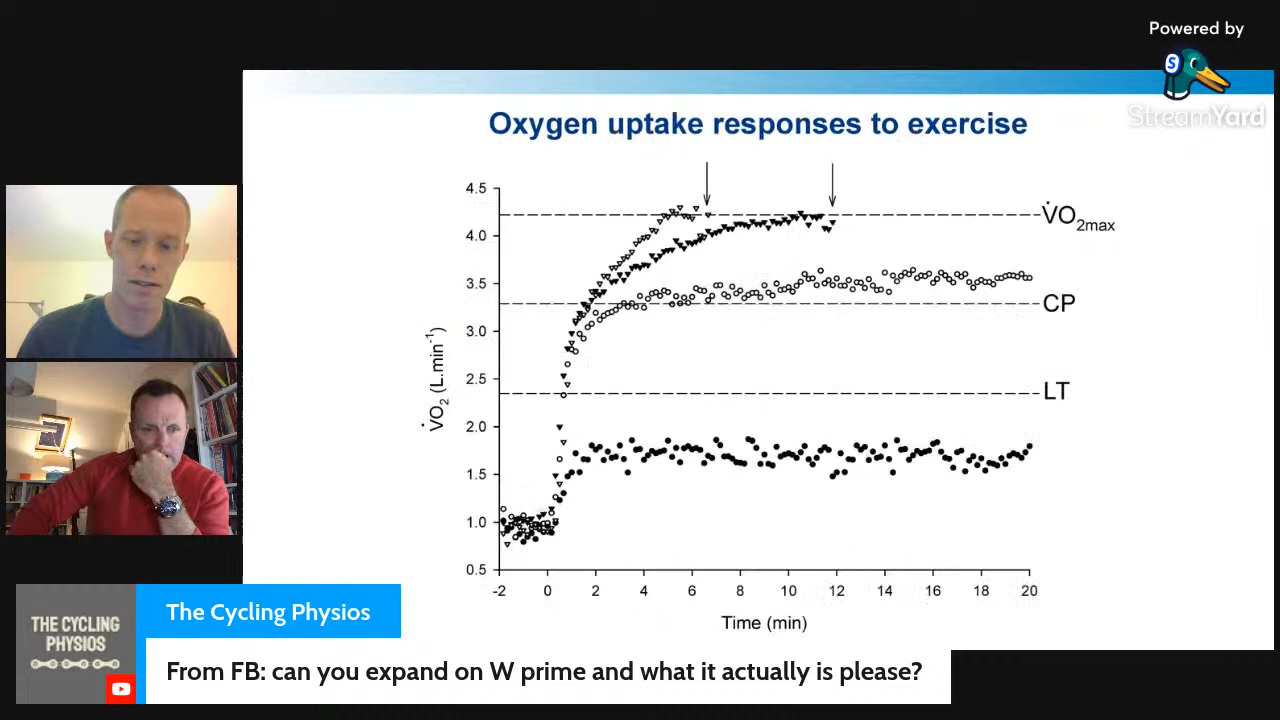 Powered by
S
StreamYard
Oxygen uptake responses to exercise
4.5
4.0
3.5
3.0
2.5
2.0
1.5
1.0
0.5
V̇O₂ (L.min⁻¹)
V̇O₂max
CP
LT
-2 0 2 4 6 8 10 12 14 16 18 20
Time (min)
THE CYCLING
PHYSIOS
The Cycling Physios
From FB: can you expand on W prime and what it actually is please?